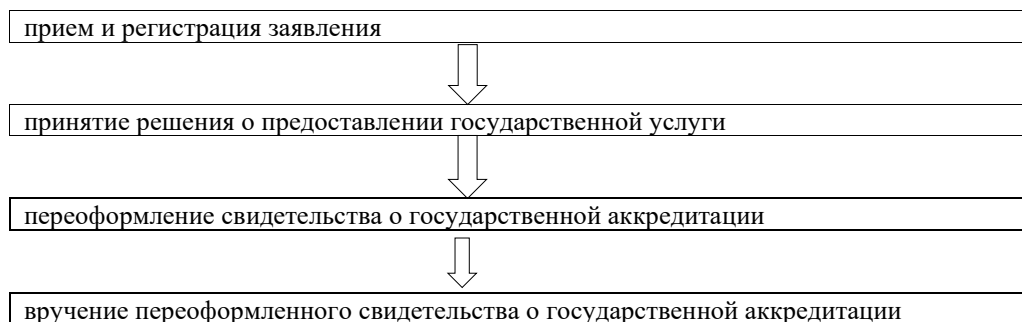 прием и регистрация заявления
принятие решения о предоставлении государственной услуги
переоформление свидетельства о государственной аккредитации
вручение переоформленного свидетельства о государственной аккредитации